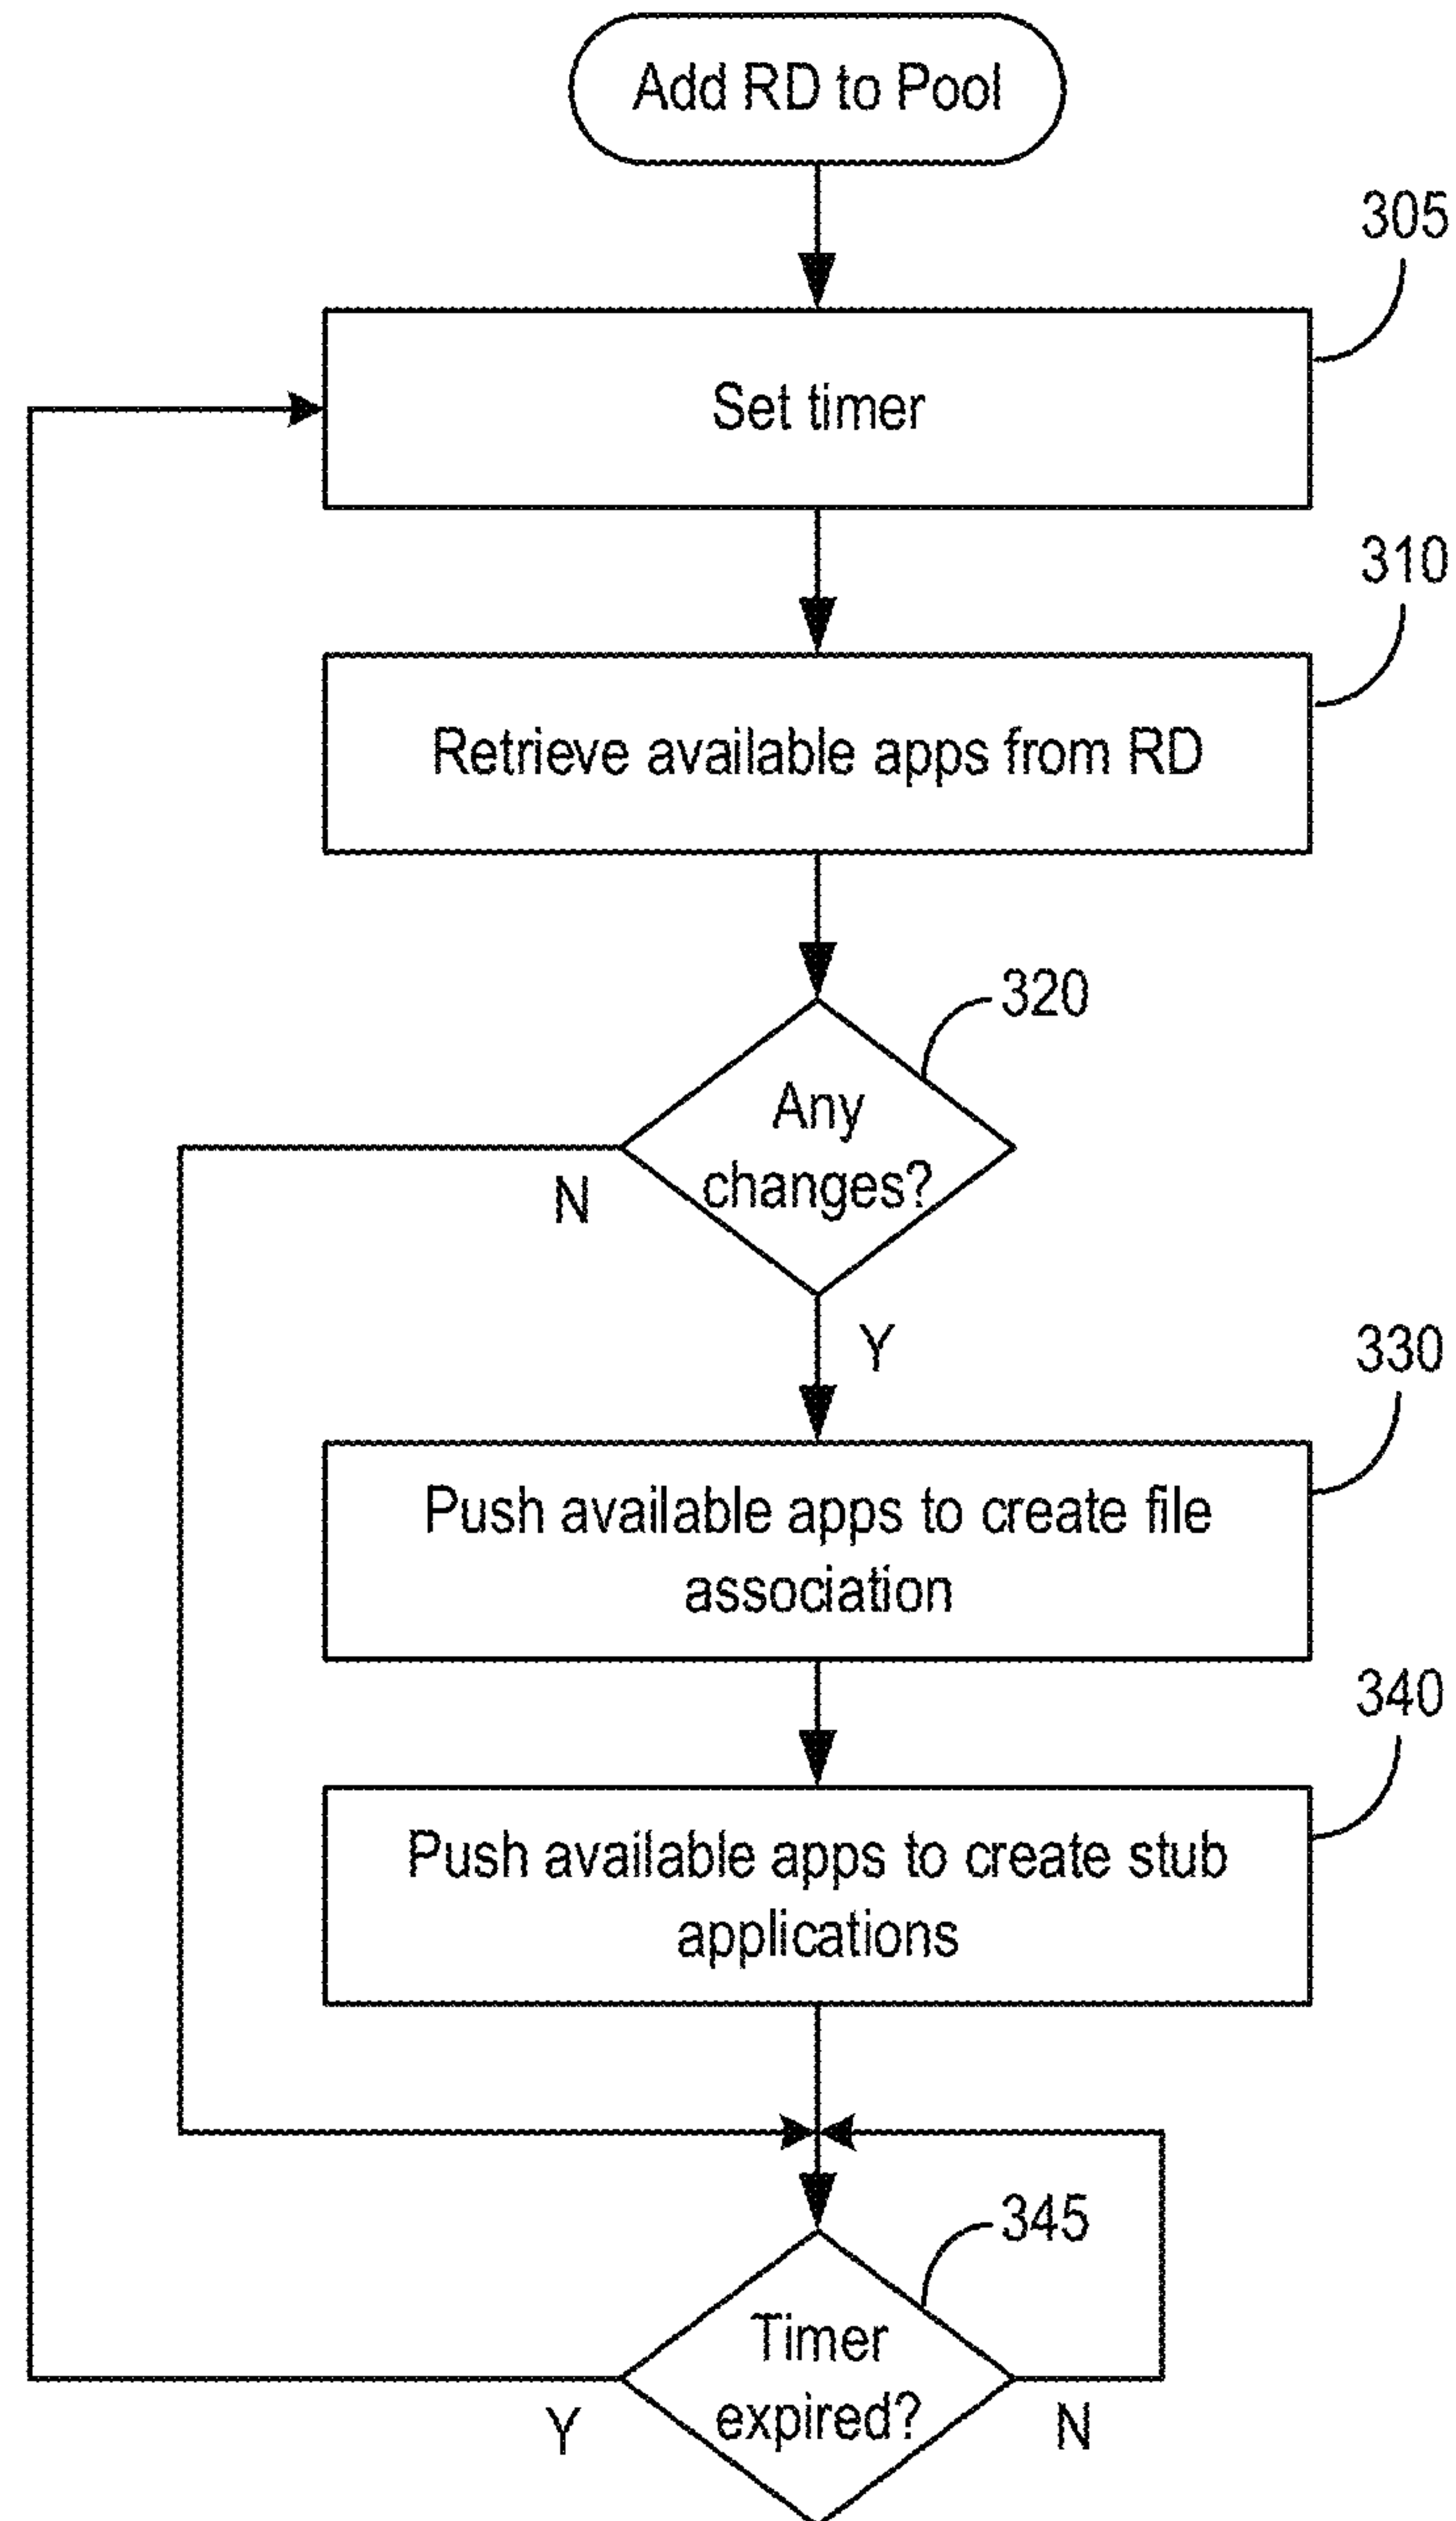 Add RD to Pool
305
Set timer
310
Retrieve available apps from RD
320
Any
changes?
N
Y
330
Push available apps to create file
association
340
Push available apps to create stub
applications
345
Timer
expired?
Y
N